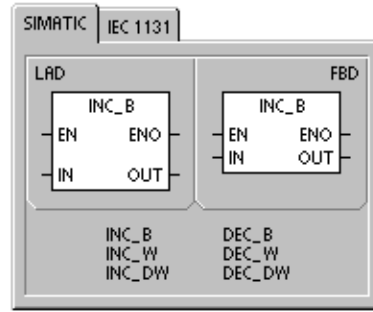 SIMATIC IEC 1131
LAD FBD
INC_B INC_B
EN ENO EN ENO
IN OUT IN OUT
INC_B DEC_B
INC_W DEC_W
INC_DW DEC_DW